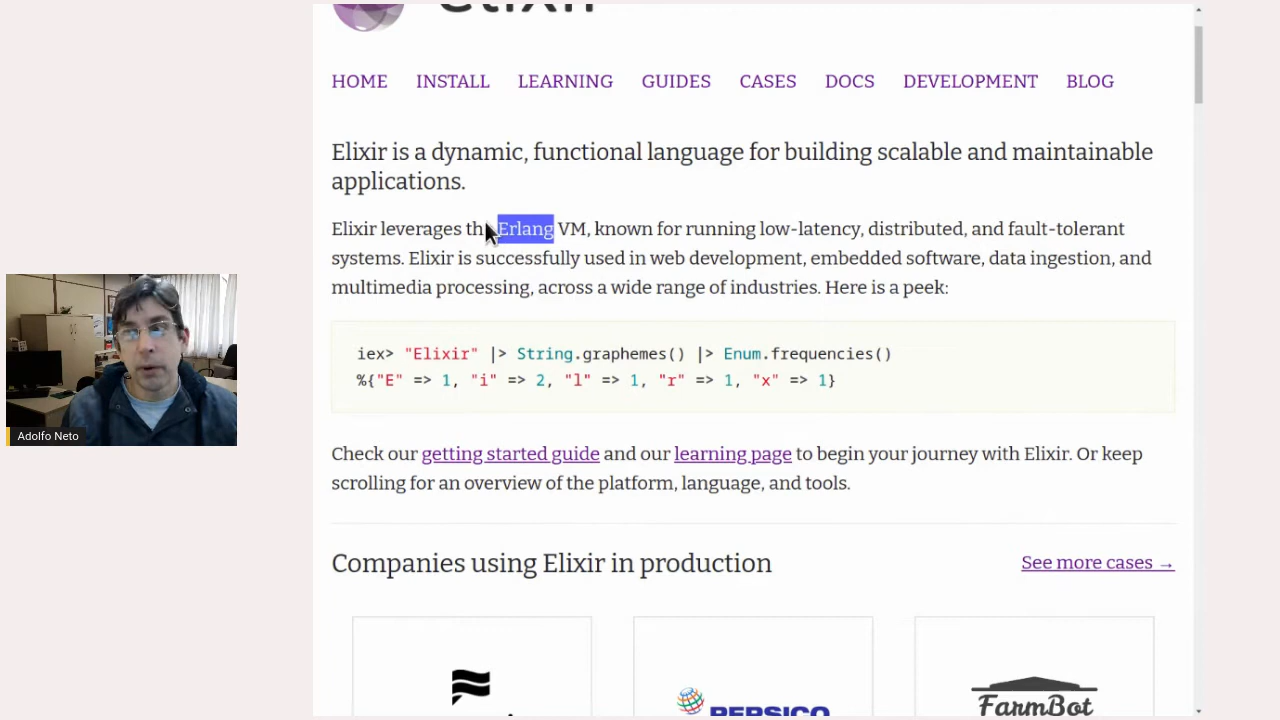 elixir
HOME INSTALL LEARNING GUIDES CASES DOCS DEVELOPMENT BLOG
Elixir is a dynamic, functional language for building scalable and maintainable
applications.
Elixir leverages th Erlang VM, known for running low-latency, distributed, and fault-tolerant
systems. Elixir is successfully used in web development, embedded software, data ingestion, and
multimedia processing, across a wide range of industries. Here is a peek:
iex> "Elixir" |> String.graphemes() |> Enum.frequencies()
%{"E" => 1, "i" => 2, "l" => 1, "r" => 1, "x" => 1}
Adolfo Neto
Check our getting started guide and our learning page to begin your journey with Elixir. Or keep
scrolling for an overview of the platform, language, and tools.
Companies using Elixir in production
See more cases →
PEPSICO
FarmBot